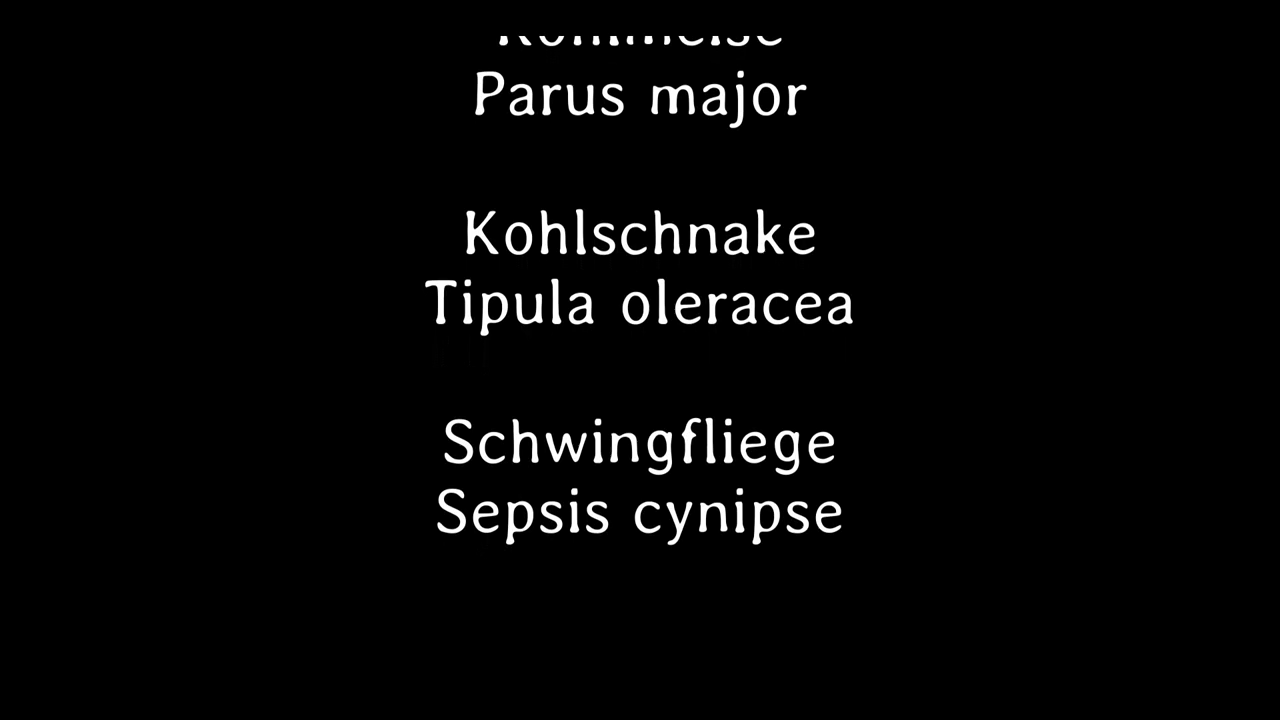 Parus major
Kohlschnake
Tipula oleracea
Schwingfliege
Sepsis cynipse